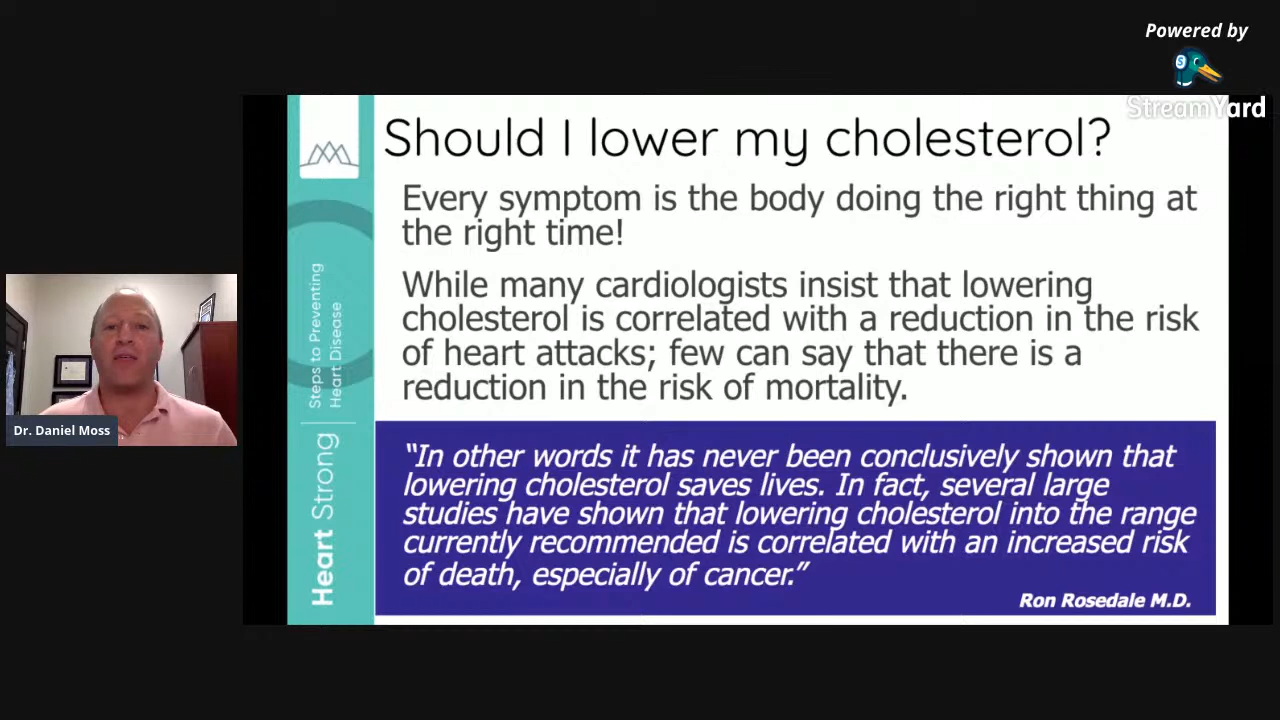 Powered by
StreamYard
Should I lower my cholesterol?
Every symptom is the body doing the right thing at
the right time!
While many cardiologists insist that lowering
cholesterol is correlated with a reduction in the risk
of heart attacks; few can say that there is a
reduction in the risk of mortality.
“In other words it has never been conclusively shown that
lowering cholesterol saves lives. In fact, several large
studies have shown that lowering cholesterol into the range
currently recommended is correlated with an increased risk
of death, especially of cancer.”
Ron Rosedale M.D.
Heart Strong
Steps to Preventing
Heart Disease
Dr. Daniel Moss